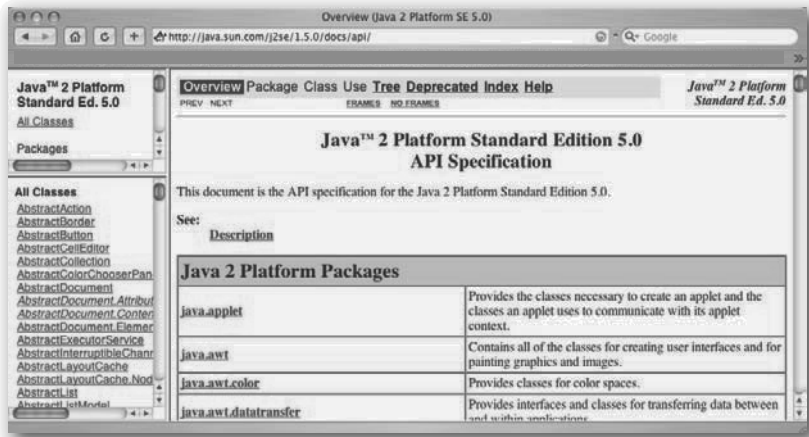 Overview (Java 2 Platform SE 5.0)
http://java.sun.com/j2se/1.5.0/docs/api/
Google
Java™ 2 Platform
Standard Ed. 5.0
All Classes
Packages
All Classes
AbstractAction
AbstractBorder
AbstractButton
AbstractCellEditor
AbstractCollection
AbstractColorChooserPan
AbstractDocument
AbstractDocument.Attribut
AbstractDocument.Conten
AbstractDocument.Elemen
AbstractExecutorService
AbstractInterruptibleChann
AbstractLayoutCache
AbstractLayoutCache.Nod
AbstractList
AbstractListModel
Overview Package Class Use Tree Deprecated Index Help
PREV NEXT FRAMES NO FRAMES
Java™ 2 Platform
Standard Ed. 5.0
Java™ 2 Platform Standard Edition 5.0
API Specification
This document is the API specification for the Java 2 Platform Standard Edition 5.0.
See:
Description
Java 2 Platform Packages
java.applet
Provides the classes necessary to create an applet and the
classes an applet uses to communicate with its applet
context.
java.awt
Contains all of the classes for creating user interfaces and for
painting graphics and images.
java.awt.color
Provides classes for color spaces.
java.awt.datatransfer
Provides interfaces and classes for transferring data between
and within applications.